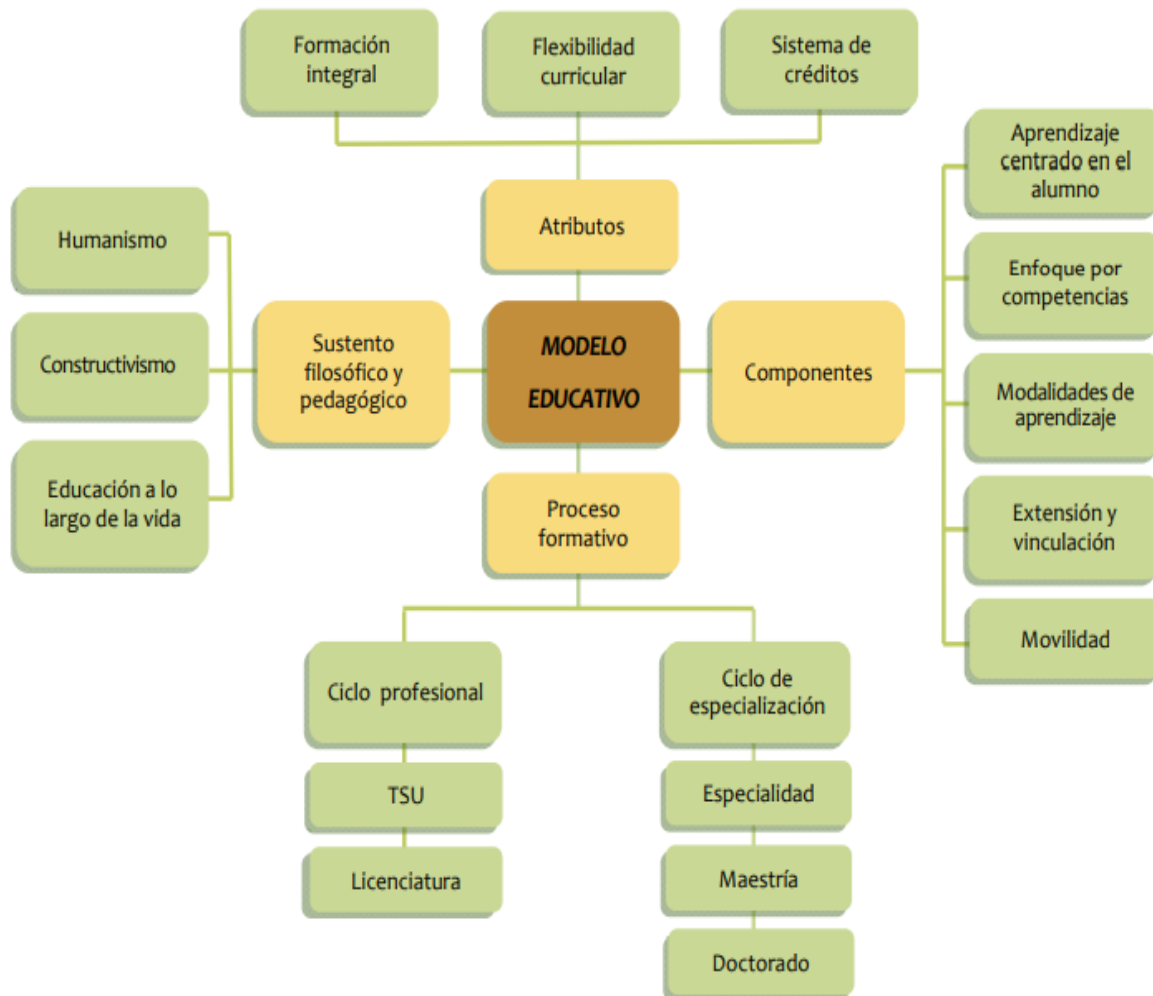 Formación
integral
Flexibilidad
curricular
Sistema de
créditos
Atributos
Humanismo
Constructivismo
Educación a lo
largo de la vida
Sustento
filosófico y
pedagógico
MODELO
EDUCATIVO
Componentes
Aprendizaje
centrado en el
alumno
Enfoque por
competencias
Modalidades de
aprendizaje
Extensión y
vinculación
Movilidad
Proceso
formativo
Ciclo profesional
TSU
Licenciatura
Ciclo de
especialización
Especialidad
Maestría
Doctorado